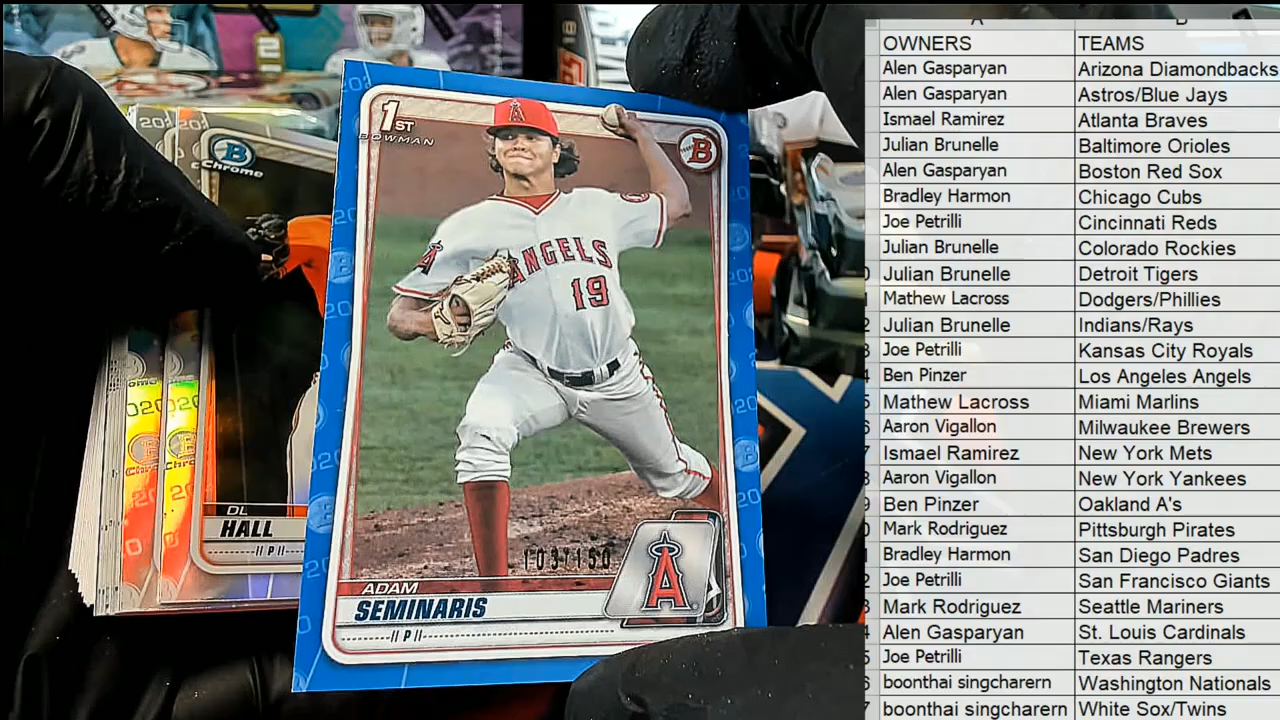 1ST
BOWMAN
B
A
ANGELS
19
103/150
A
ADAM
SEMINARIS
P
B
Chrome
DL
HALL
P
OWNERS TEAMS
Alen Gasparyan Arizona Diamondbacks
Alen Gasparyan Astros/Blue Jays
Ismael Ramirez Atlanta Braves
Julian Brunelle Baltimore Orioles
Alen Gasparyan Boston Red Sox
Bradley Harmon Chicago Cubs
Joe Petrilli Cincinnati Reds
Julian Brunelle Colorado Rockies
Julian Brunelle Detroit Tigers
Mathew Lacross Dodgers/Phillies
Julian Brunelle Indians/Rays
Joe Petrilli Kansas City Royals
Ben Pinzer Los Angeles Angels
Mathew Lacross Miami Marlins
Aaron Vigallon Milwaukee Brewers
Ismael Ramirez New York Mets
Aaron Vigallon New York Yankees
Ben Pinzer Oakland A's
Mark Rodriguez Pittsburgh Pirates
Bradley Harmon San Diego Padres
Joe Petrilli San Francisco Giants
Mark Rodriguez Seattle Mariners
Alen Gasparyan St. Louis Cardinals
Joe Petrilli Texas Rangers
boonthai singcharern Washington Nationals
boonthai singcharern White Sox/Twins